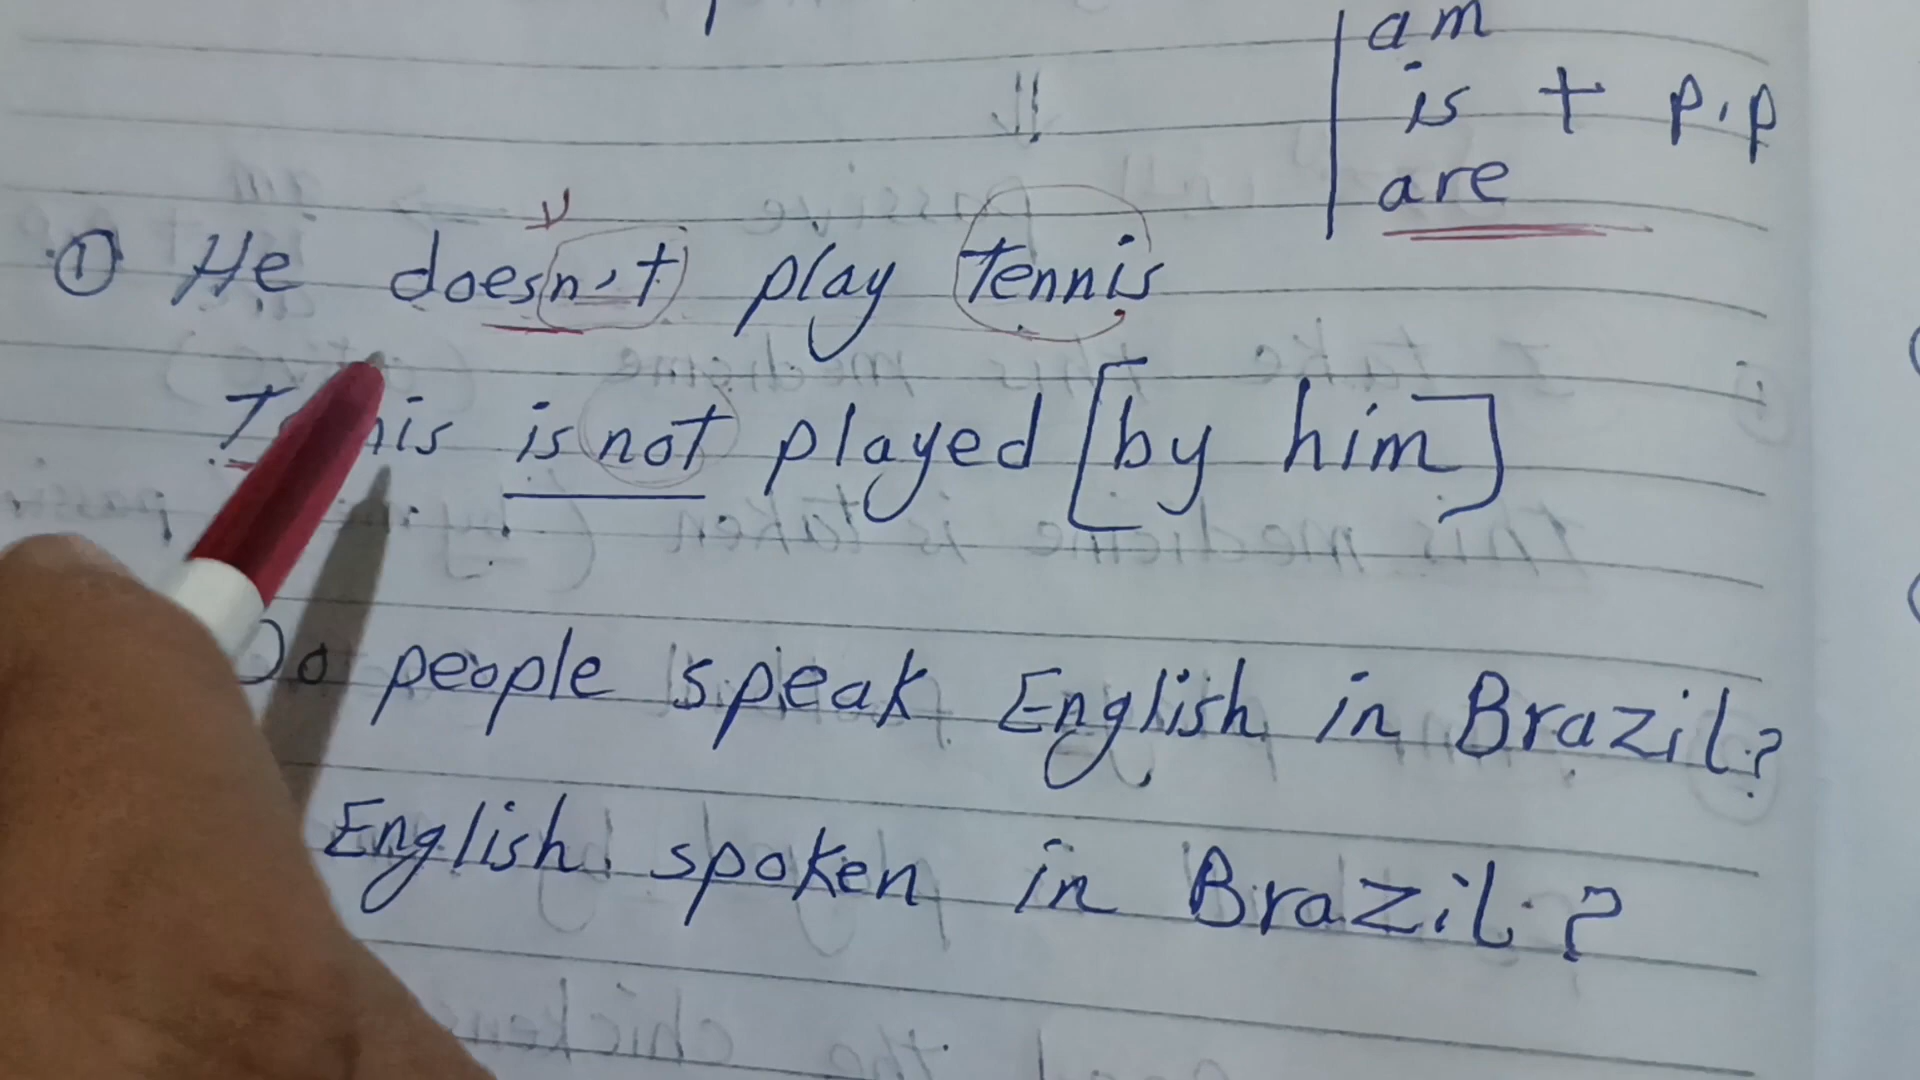 am
is + p.p
are
① He doesn't play tennis
is not played [by him]
people speak English in Brazil?
English spoken in Brazil?